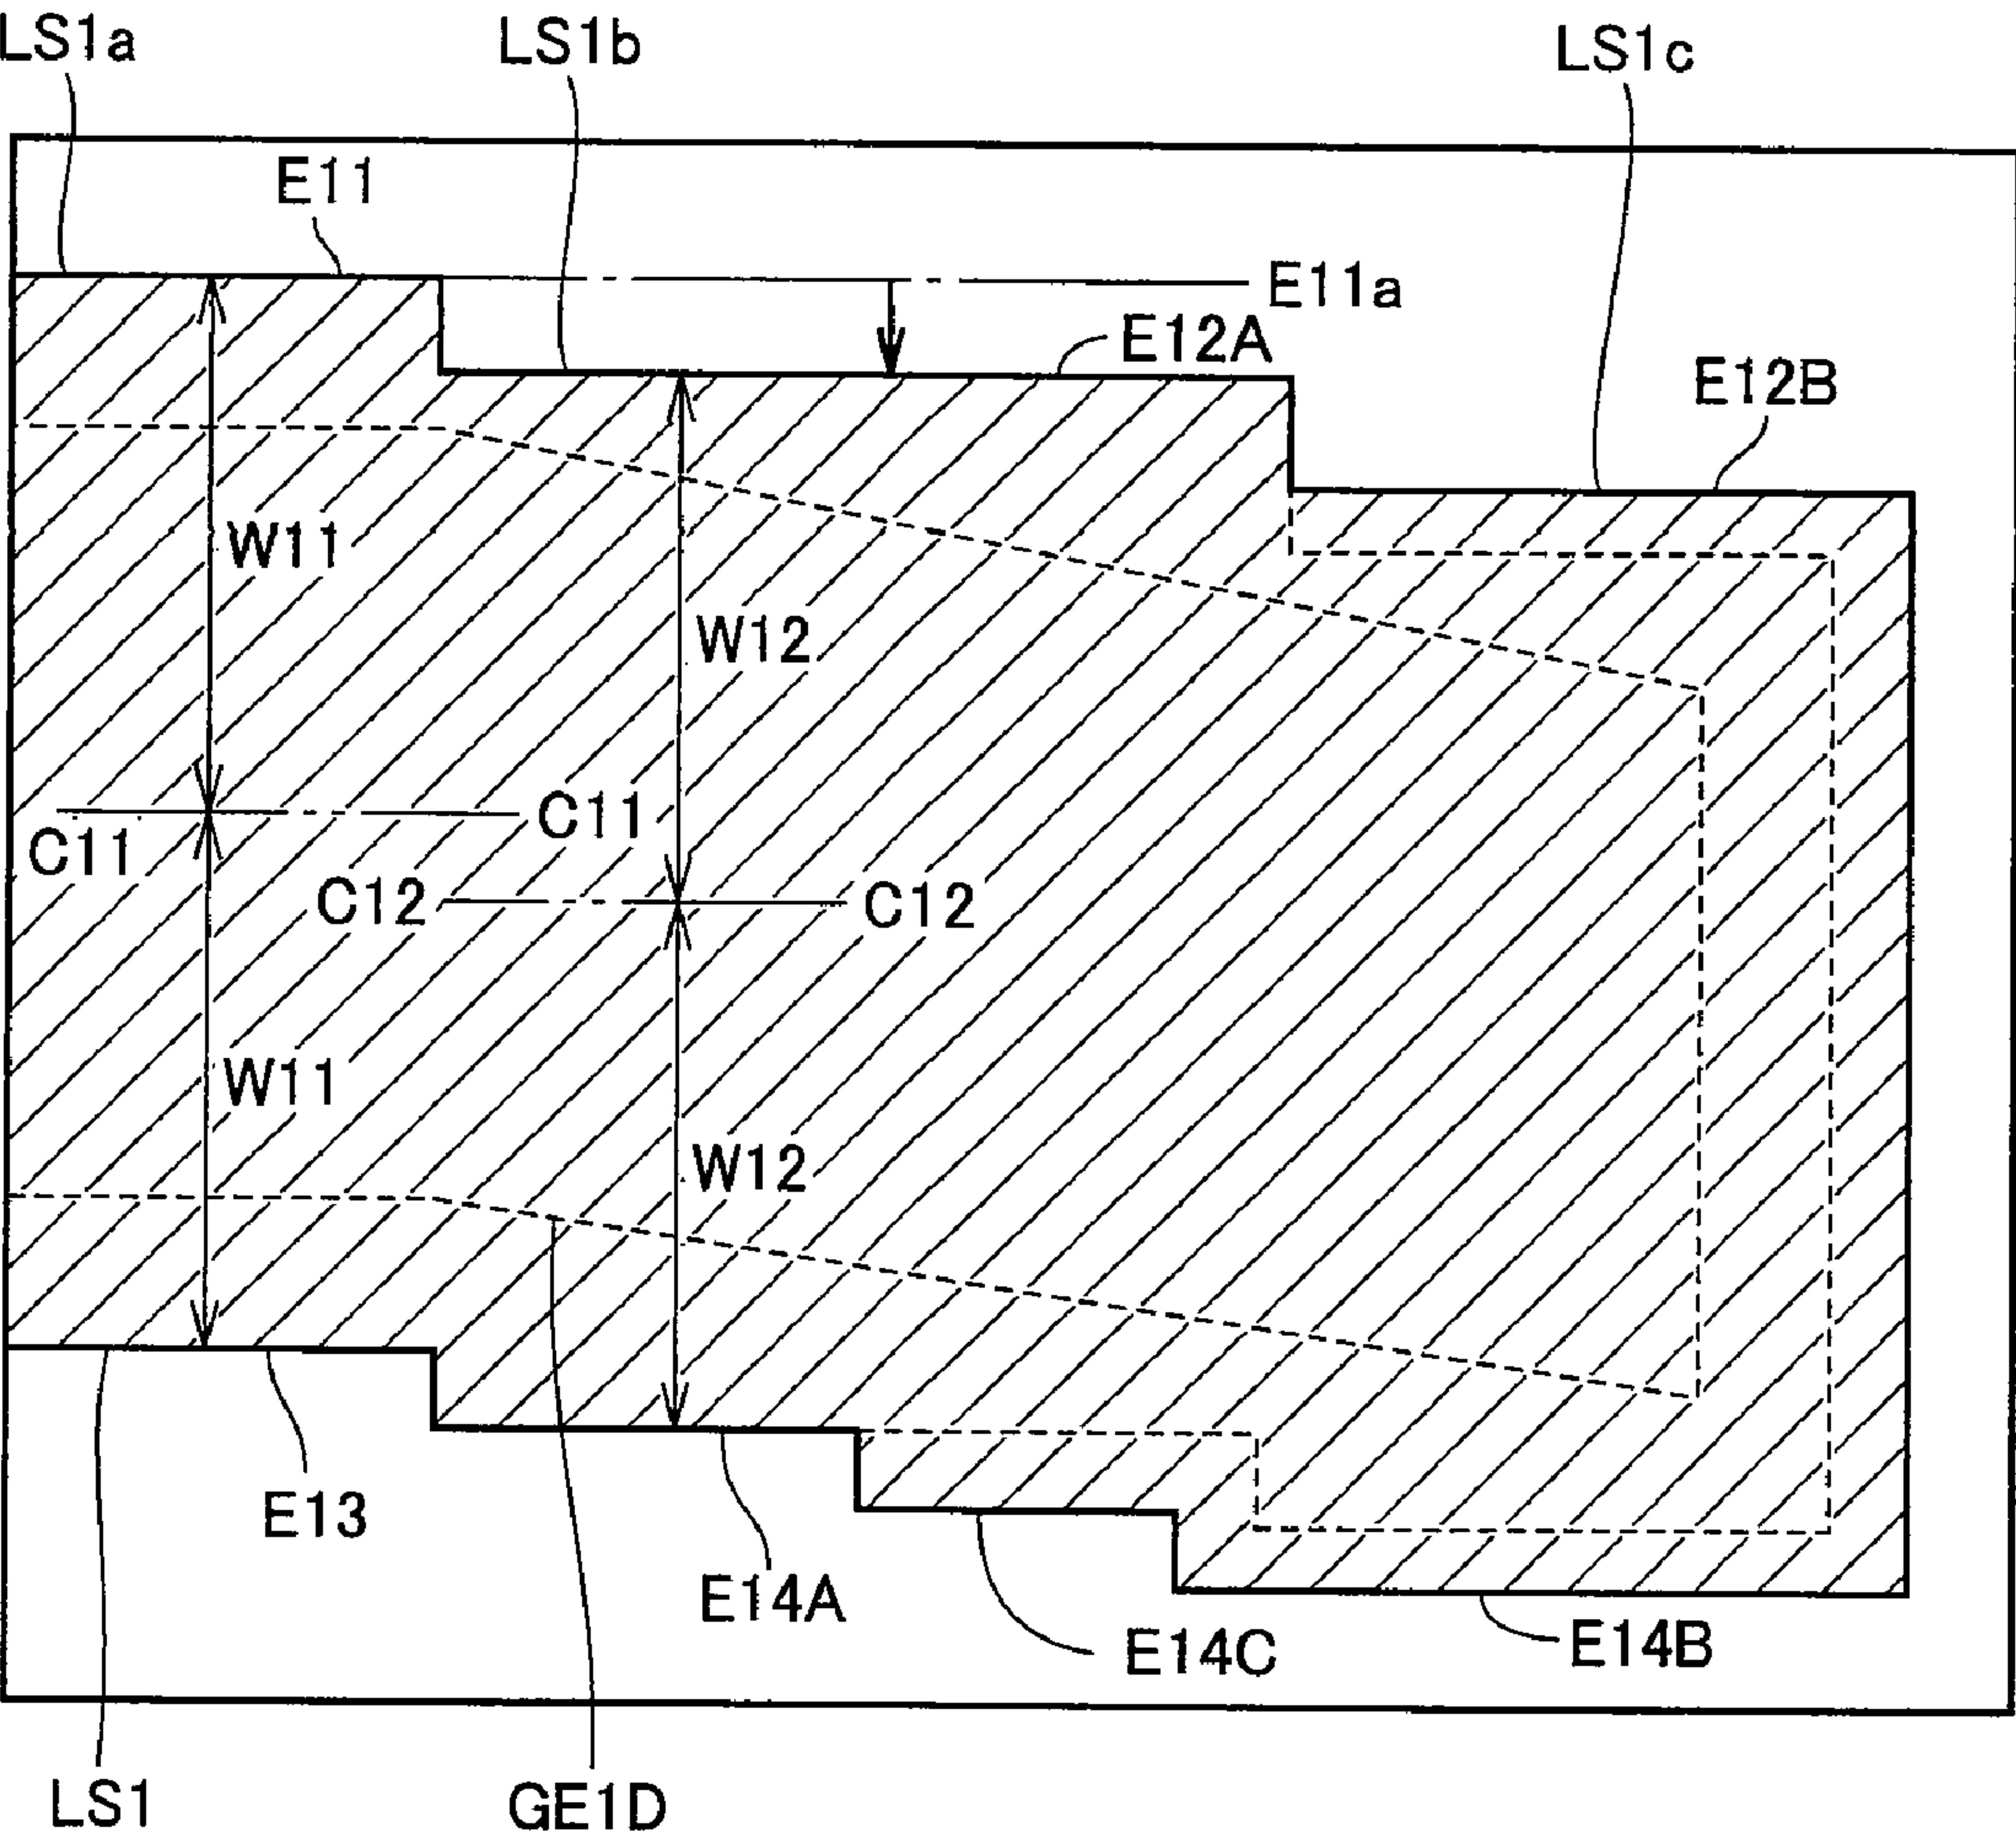 LS1a
LS1b
LS1c
E11
E11a
E12A
E12B
W11
W12
C11
C11
C12
C12
W11
W12
E13
E14A
E14C
E14B
LS1
GE1D